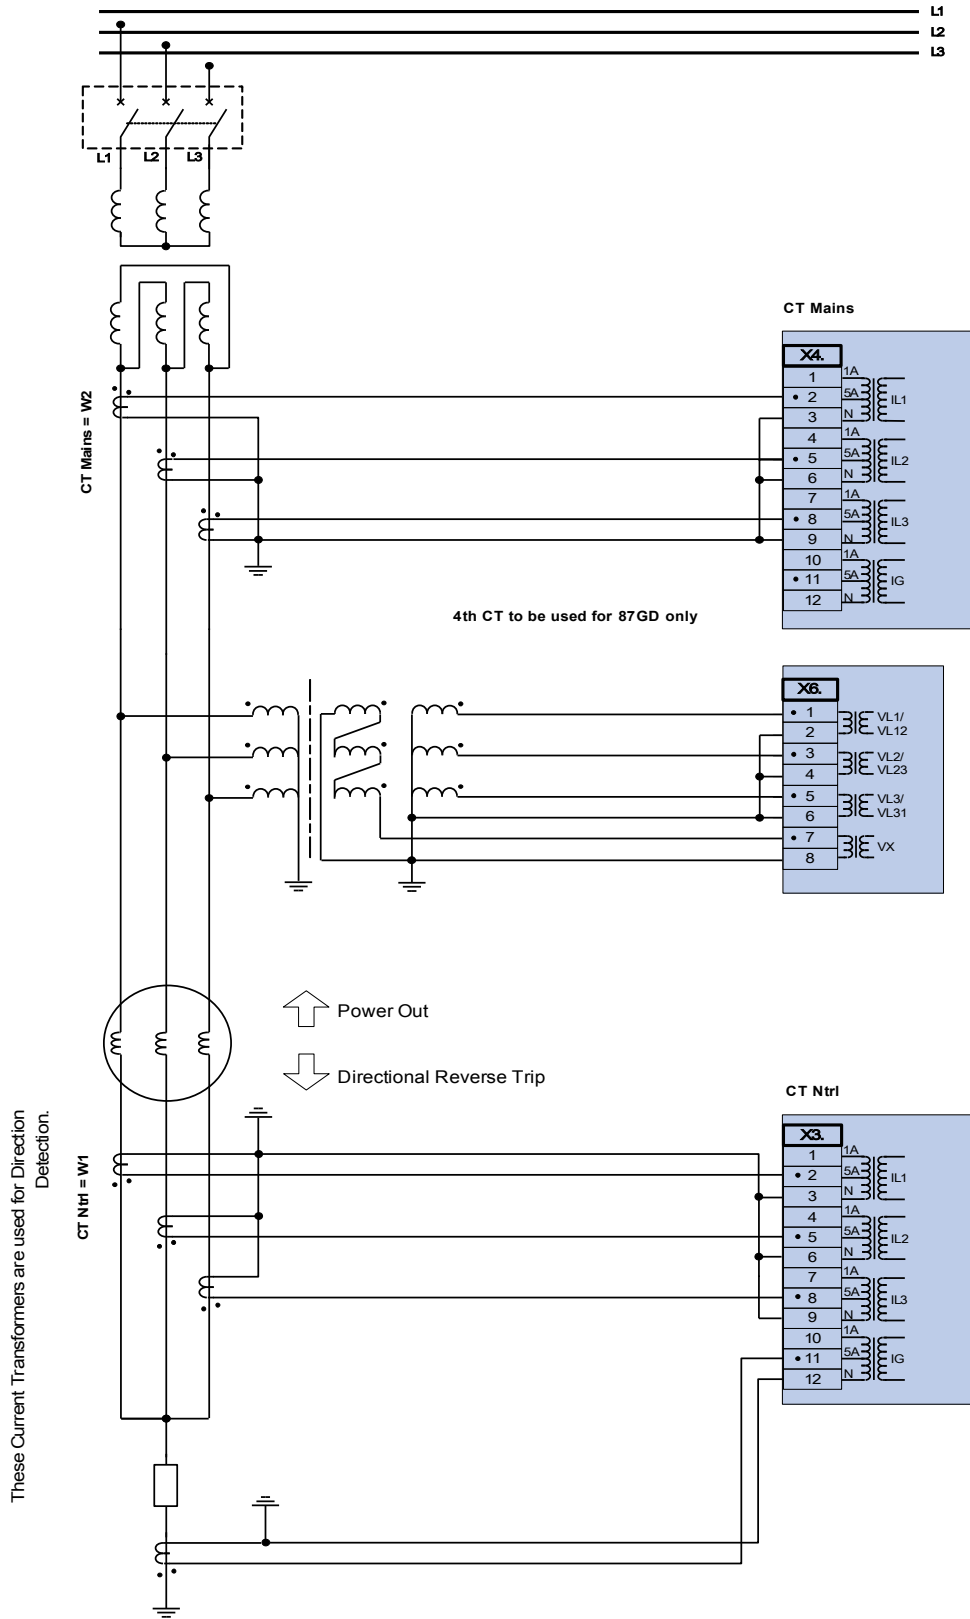 L1
L2
L3
L1 L2 L3
CT Mains
CT Mains = W2
X4.
1 1A
2 5A IL1
3 N
4 1A
5 5A IL2
6 N
7 1A
8 5A IL3
9 N
10 1A
11 5A IG
12 N
4th CT to be used for 87GD only
X6.
1 VL1/
2 VL12
3 VL2/
4 VL23
5 VL3/
6 VL31
7 VX
8
Power Out
Directional Reverse Trip
CT Ntrl
These Current Transformers are used for Direction
Detection.
CT Ntrl = W1
X3.
1 1A
2 5A IL1
3 N
4 1A
5 5A IL2
6 N
7 1A
8 5A IL3
9 N
10 1A
11 5A IG
12 N